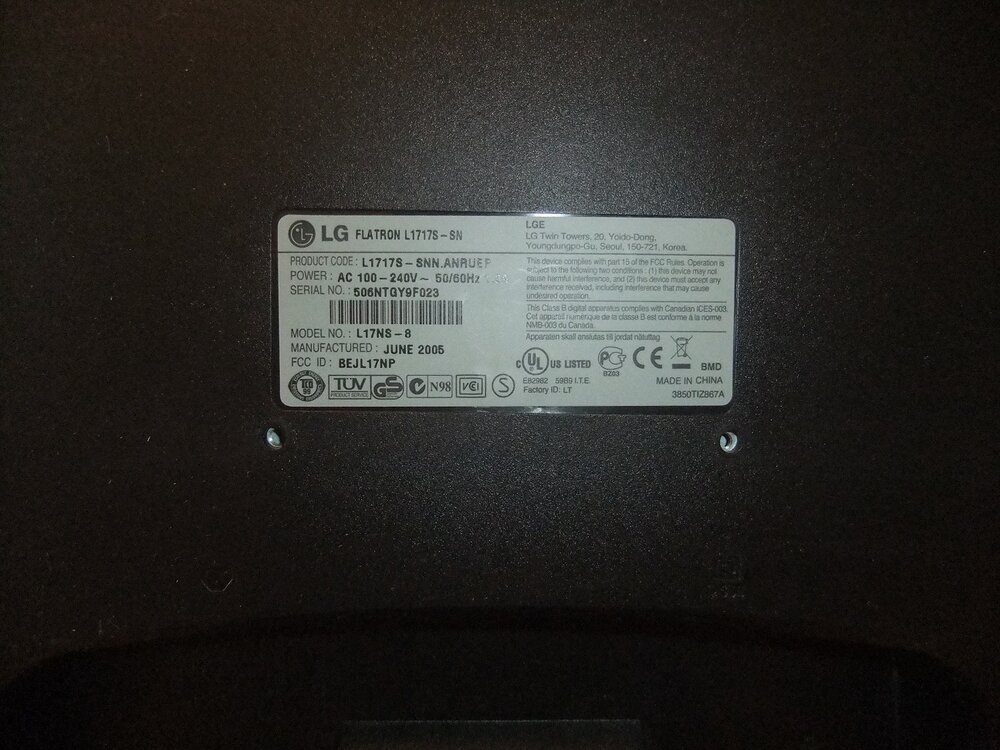 LG FLATRON L1717S-SN
PRODUCT CODE : L1717S-SNN.ANRUEP
POWER : AC 100-240V~ 50/60Hz
SERIAL NO. : 506NTGY9F023
MODEL NO. : L17NS-8
MANUFACTURED : JUNE 2005
FCC ID : BEJL17NP
TCO 99
TÜV
PRODUCT SERVICE
GS
N98
VCI
S
LGE
LG Twin Towers, 20, Yoido-Dong,
Youngdungpo-Gu, Seoul, 150-721, Korea.
This device complies with part 15 of the FCC Rules. Operation is
subject to the following two conditions : (1) this device may not
cause harmful interference, and (2) this device must accept any
interference received, including interference that may cause
undesired operation.
This Class B digital apparatus complies with Canadian ICES-003.
Cet appareil numérique de la classe B est conforme à la norme
NMB-003 du Canada.
Apparaten skall anslutas till jordat nätuttag
c UL US LISTED
E82982 59B9 I.T.E.
Factory ID: LT
BZ03
CE
BMD
MADE IN CHINA
3850TIZ867A